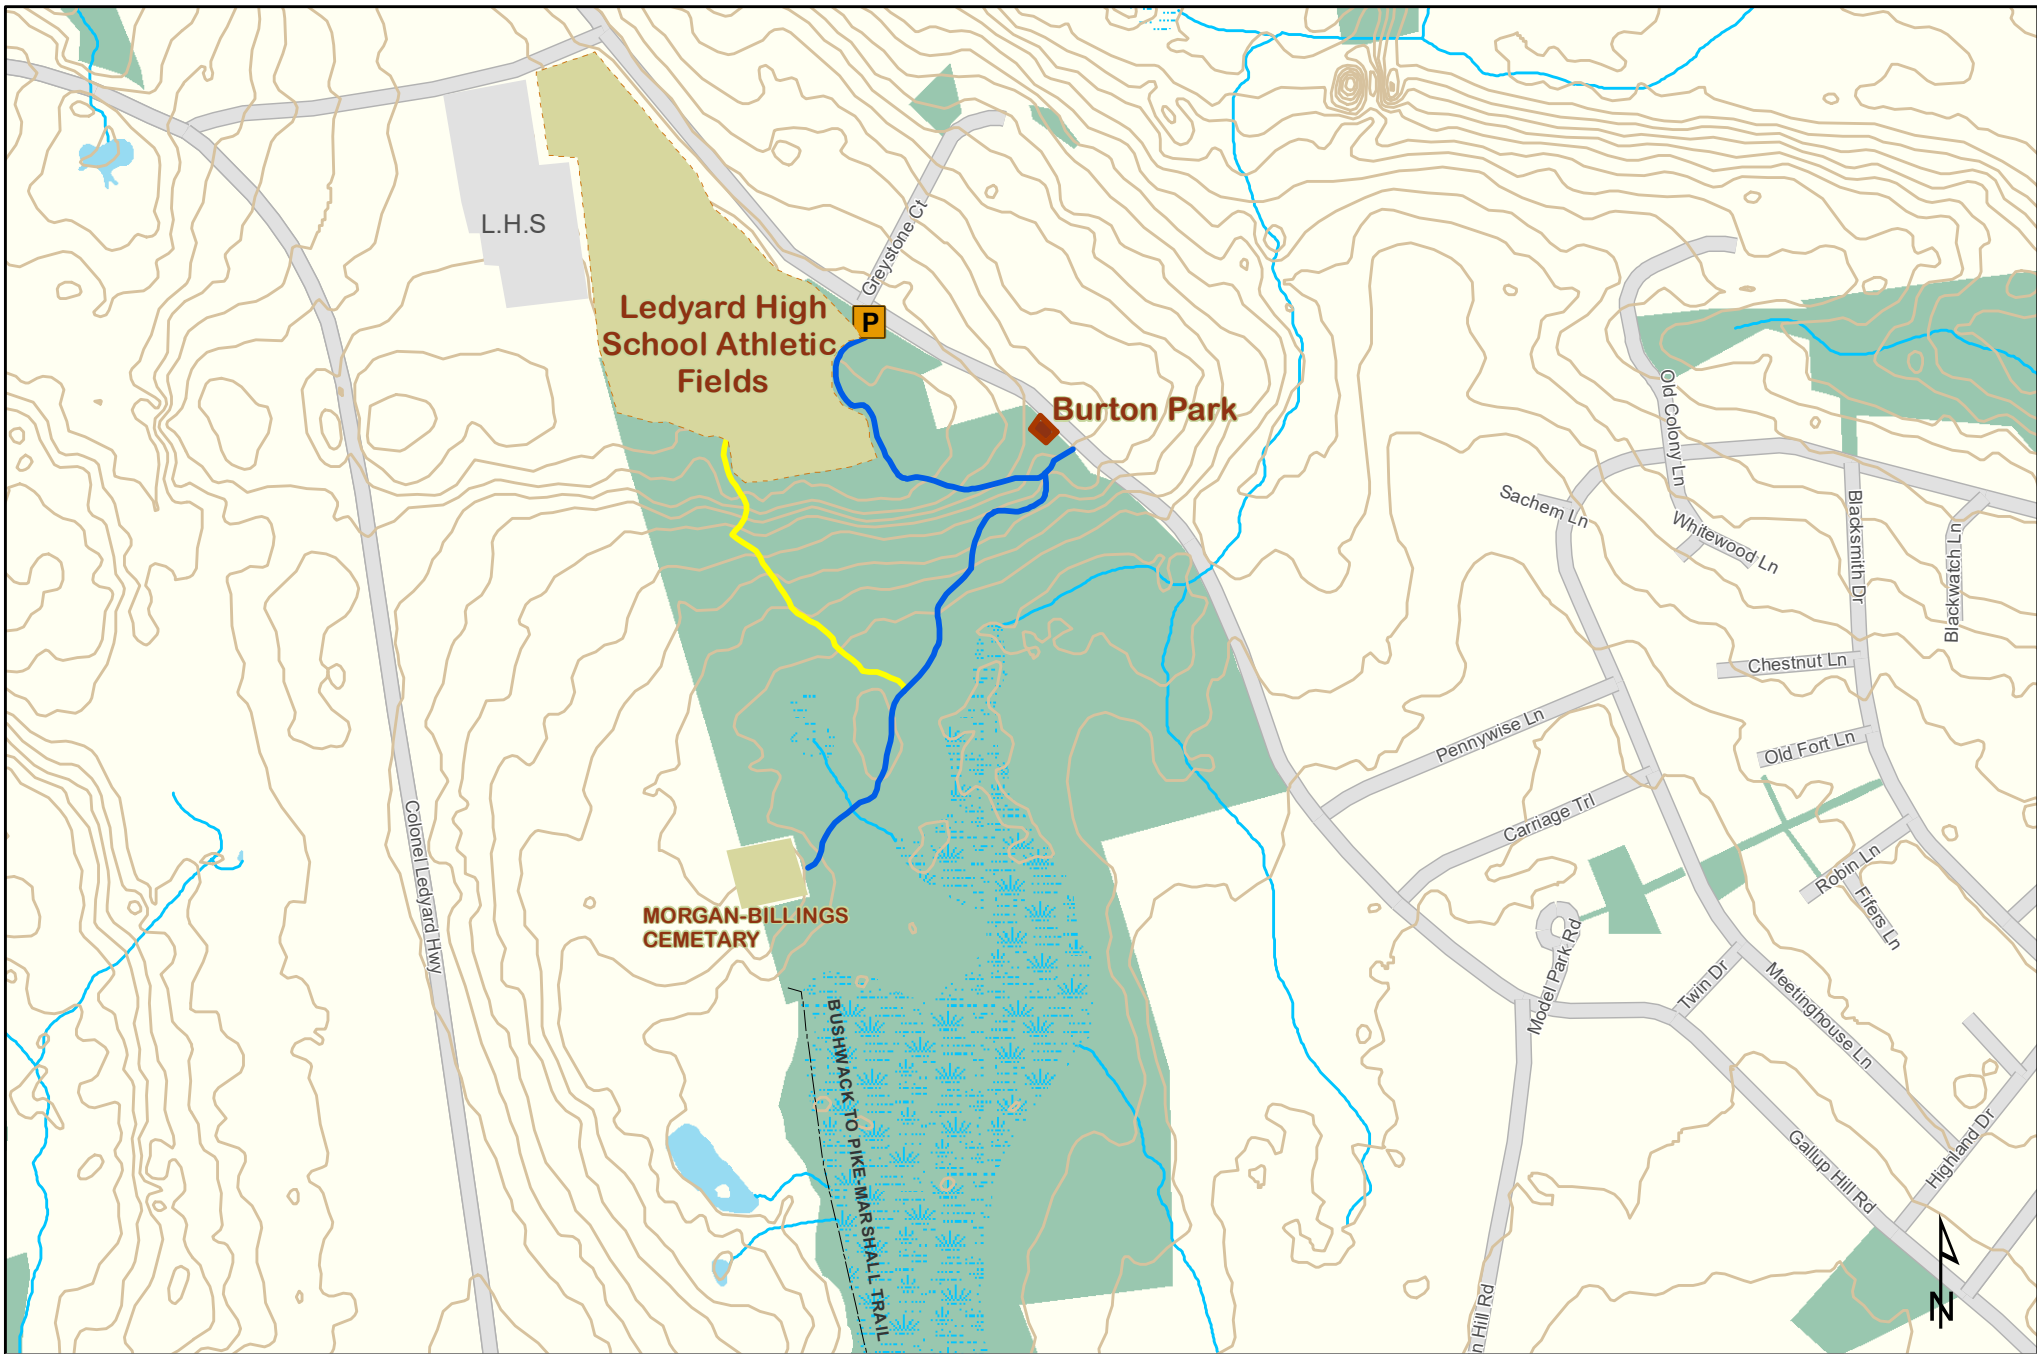 L.H.S
Greystone Ct
Ledyard High
School Athletic
Fields
P
Burton Park
Old Colony Ln
Sachem Ln
Whitewood Ln
Blacksmith Dr
Blackwatch Ln
Chestnut Ln
Pennywise Ln
Old Fort Ln
Carriage Trl
Robin Ln
Fifers Ln
Colonel Ledyard Hwy
MORGAN-BILLINGS
CEMETARY
Model Park Rd
Twin Dr
Meetinghouse Ln
BUSHWACK TO PIKE-MARSHALL TRAIL
Gallup Hill Rd
Highland Dr
n Hill Rd
N